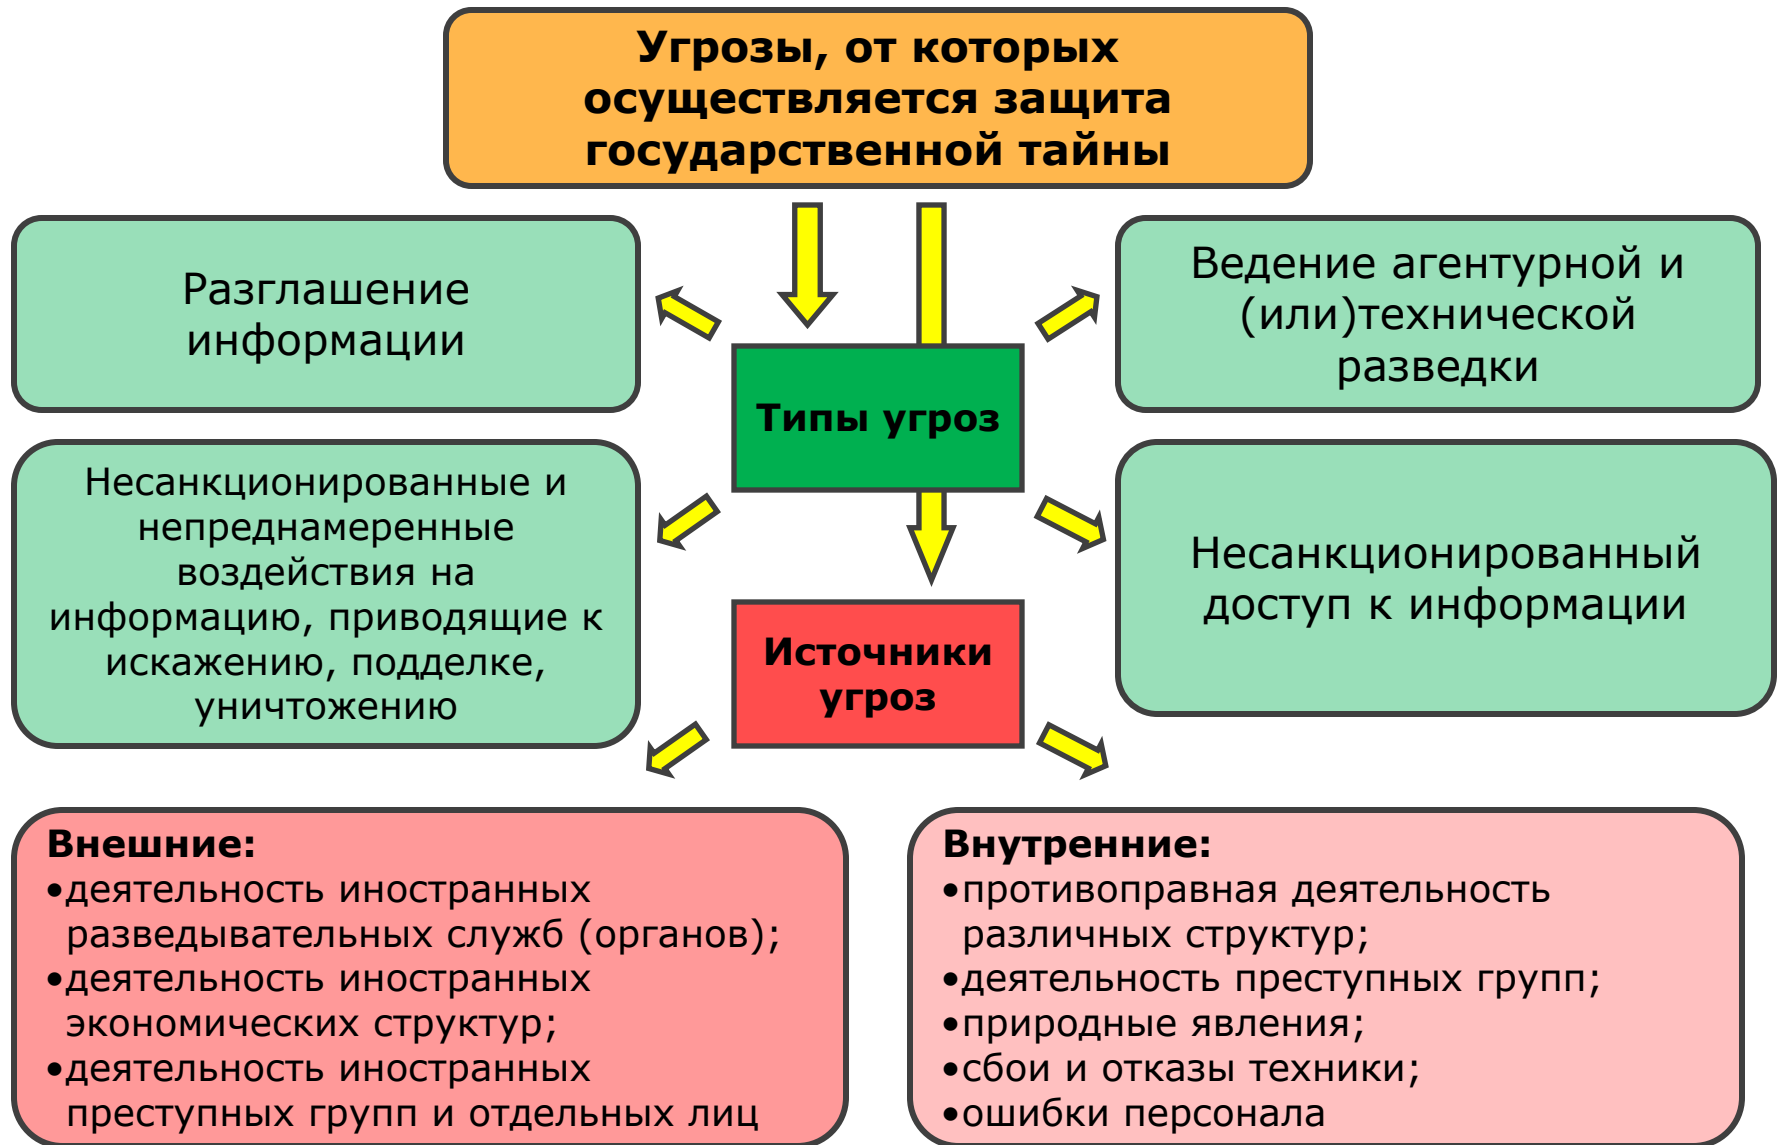 Угрозы, от которых
осуществляется защита
государственной тайны
Разглашение
информации
Ведение агентурной и
(или)технической
разведки
Типы угроз
Несанкционированные и
непреднамеренные
воздействия на
информацию, приводящие к
искажению, подделке,
уничтожению
Несанкционированный
доступ к информации
Источники
угроз
Внешние:
•деятельность иностранных
разведывательных служб (органов);
•деятельность иностранных
экономических структур;
•деятельность иностранных
преступных групп и отдельных лиц
Внутренние:
•противоправная деятельность
различных структур;
•деятельность преступных групп;
•природные явления;
•сбои и отказы техники;
•ошибки персонала